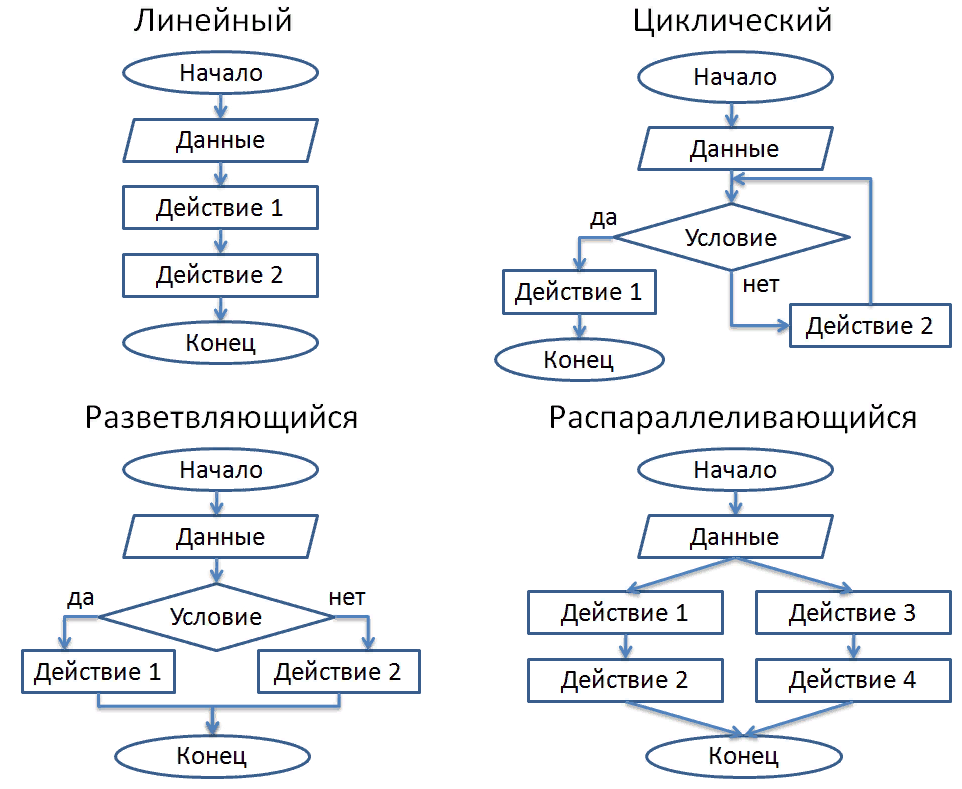 Линейный
Начало
Данные
Действие 1
Действие 2
Конец
Циклический
Начало
Данные
Условие
да
нет
Действие 1
Действие 2
Конец
Разветвляющийся
Начало
Данные
Условие
да
нет
Действие 1
Действие 2
Конец
Распараллеливающийся
Начало
Данные
Действие 1
Действие 3
Действие 2
Действие 4
Конец